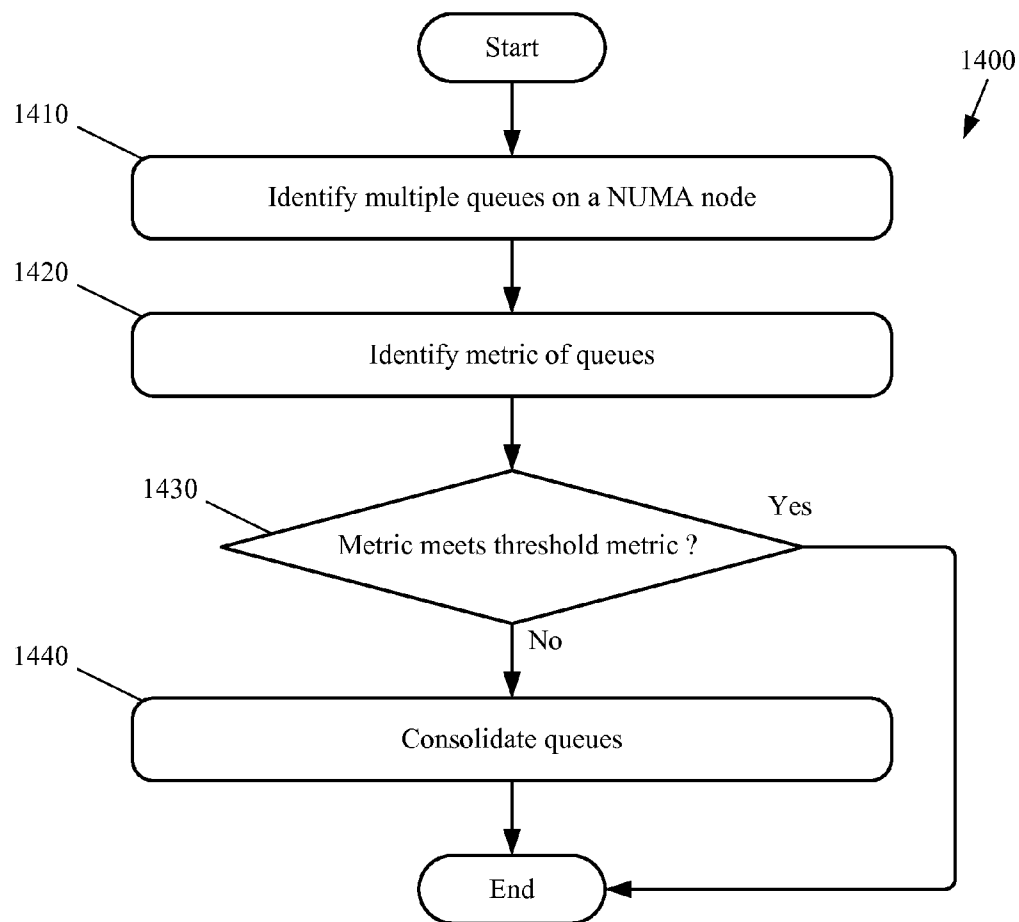 Start
1400
1410
Identify multiple queues on a NUMA node
1420
Identify metric of queues
1430
Yes
Metric meets threshold metric ?
No
1440
Consolidate queues
End